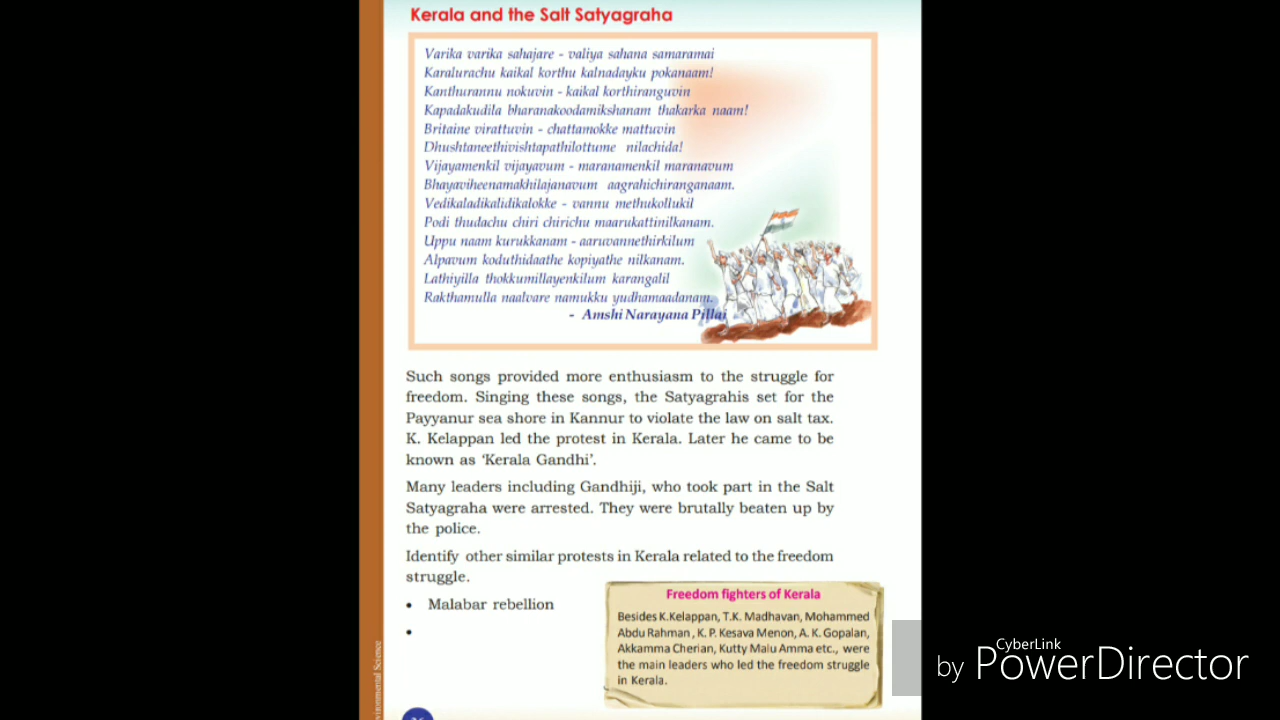 Kerala and the Salt Satyagraha
Varika varika sahajare - valiya sahana samaramai
Karalurachu kaikal korthu kalnadayku pokanaam!
Kanthurannu nokuvin - kaikal korthiranguvin
Kapadakudila bharanakoodamikshanam thakarka naam!
Britaine virattuvin - chattamokke mattuvin
Dhushtaneethivishtapathilottume nilachida!
Vijayamenkil vijayavum - maranamenkil maranavum
Bhayaviheenamakhilajanavum aagrahichiranganaam.
Vedikaladikalidikalokke - vannu methukollukil
Podi thudachu chiri chirichu maarukattinilkanam.
Uppu naam kurukkanam - aaruvannethirkilum
Alpavum koduthidaathe kopiyathe nilkanam.
Lathiyilla thokkumillayenkilum karangalil
Rakthamulla naalvare namukku yudhamaadanam.
- Amshi Narayana Pillai
Such songs provided more enthusiasm to the struggle for
freedom. Singing these songs, the Satyagrahis set for the
Payyanur sea shore in Kannur to violate the law on salt tax.
K. Kelappan led the protest in Kerala. Later he came to be
known as ‘Kerala Gandhi’.
Many leaders including Gandhiji, who took part in the Salt
Satyagraha were arrested. They were brutally beaten up by
the police.
Identify other similar protests in Kerala related to the freedom
struggle.
• Malabar rebellion
•
Freedom fighters of Kerala
Besides K.Kelappan, T.K. Madhavan, Mohammed
Abdu Rahman , K. P. Kesava Menon, A. K. Gopalan,
Akkamma Cherian, Kutty Malu Amma etc., were
the main leaders who led the freedom struggle
in Kerala.
by CyberLink PowerDirector